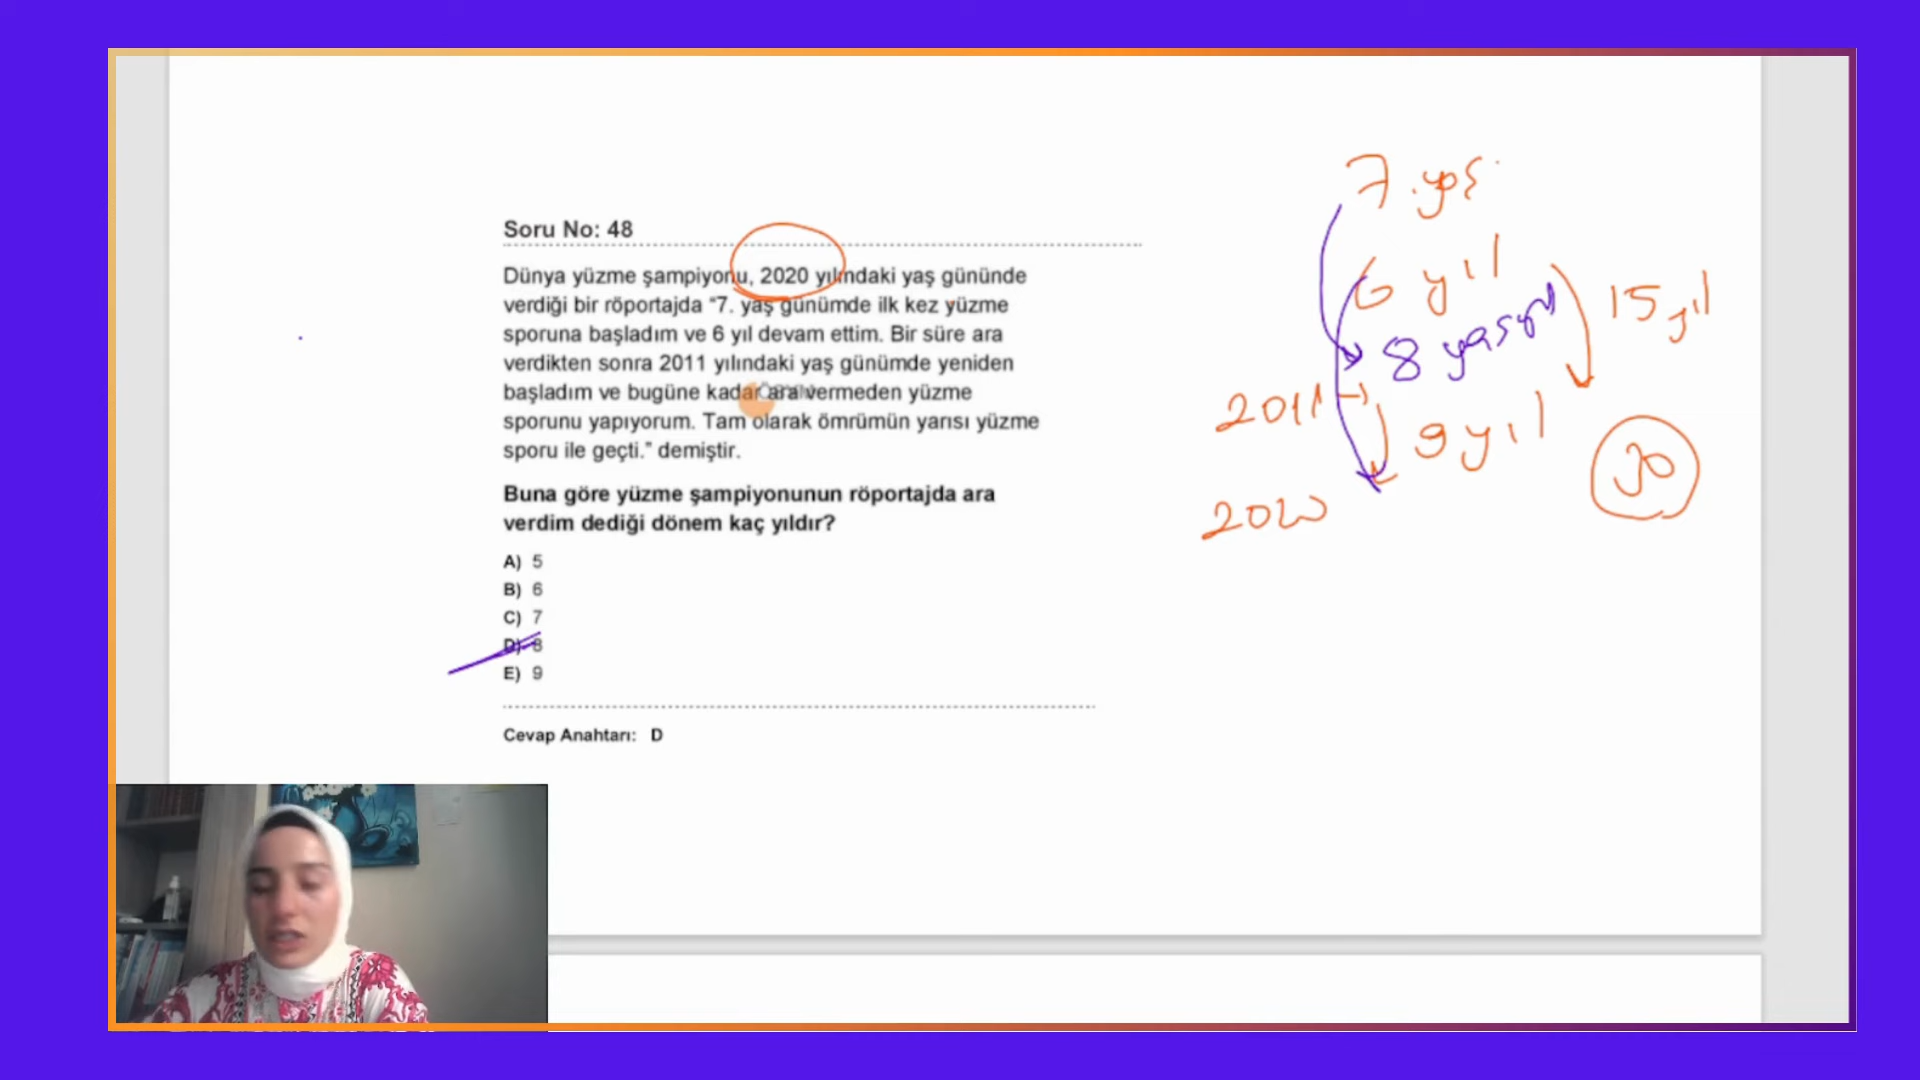 Soru No: 48
Dünya yüzme şampiyonu, 2020 yılındaki yaş gününde
verdiği bir röportajda “7. yaş günümde ilk kez yüzme
sporuna başladım ve 6 yıl devam ettim. Bir süre ara
verdikten sonra 2011 yılındaki yaş günümde yeniden
başladım ve bugüne kadar ara vermeden yüzme
sporunu yapıyorum. Tam olarak ömrümün yarısı yüzme
sporu ile geçti.” demiştir.
Buna göre yüzme şampiyonunun röportajda ara
verdim dediği dönem kaç yıldır?
A) 5
B) 6
C) 7
D) 8
E) 9
Cevap Anahtarı: D
7. yaş
6 yıl
15 yıl
8
2011
9 yıl
30
2020